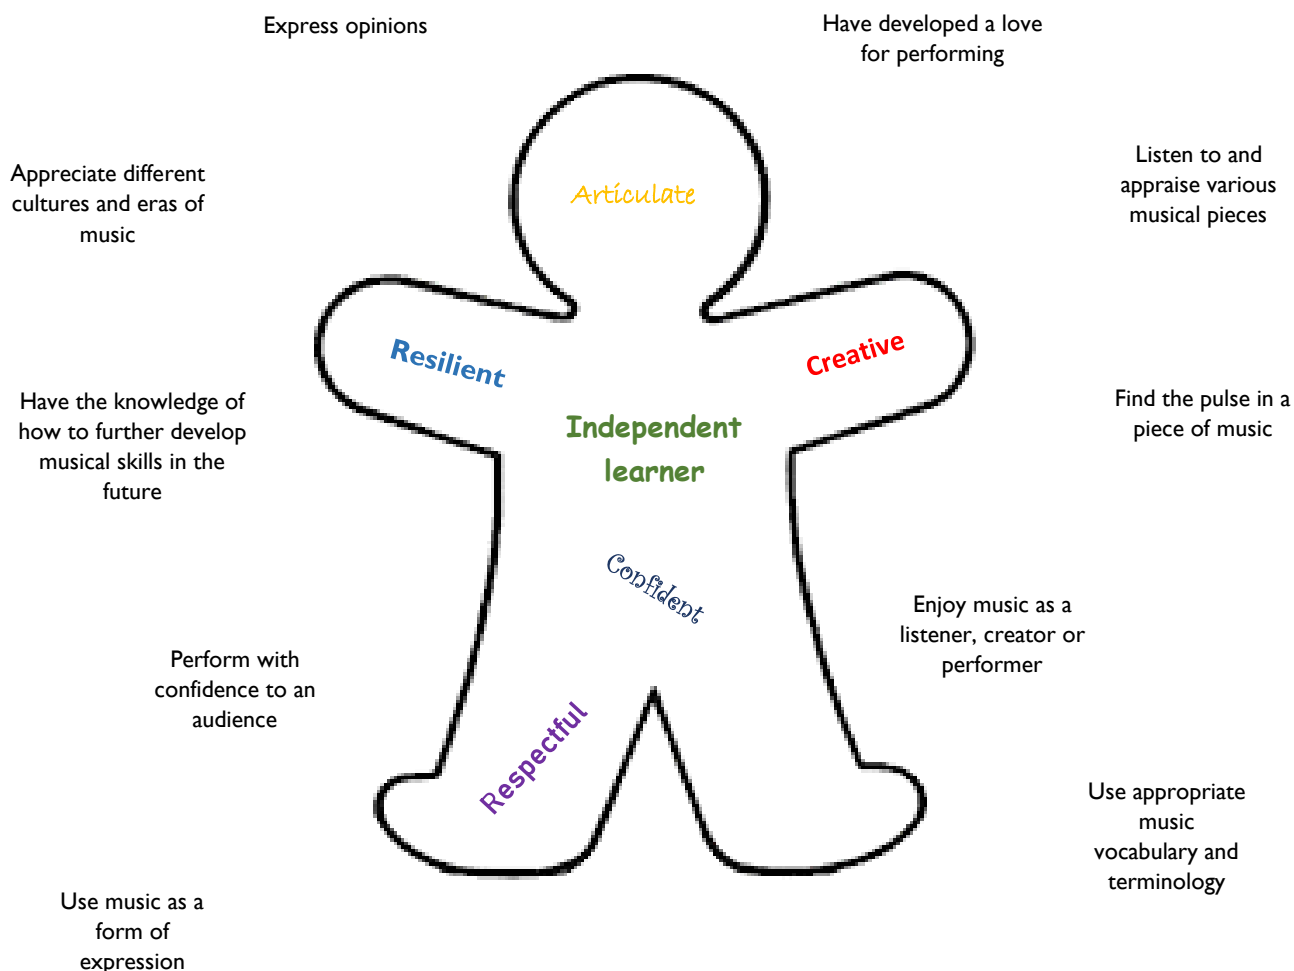 Express opinions
Have developed a love
for performing
Appreciate different
cultures and eras of
music
Articulate
Listen to and
appraise various
musical pieces
Resilient
Creative
Have the knowledge of
how to further develop
musical skills in the
future
Independent
learner
Find the pulse in a
piece of music
Confident
Enjoy music as a
listener, creator or
performer
Perform with
confidence to an
audience
Respectful
Use appropriate
music
vocabulary and
terminology
Use music as a
form of
expression